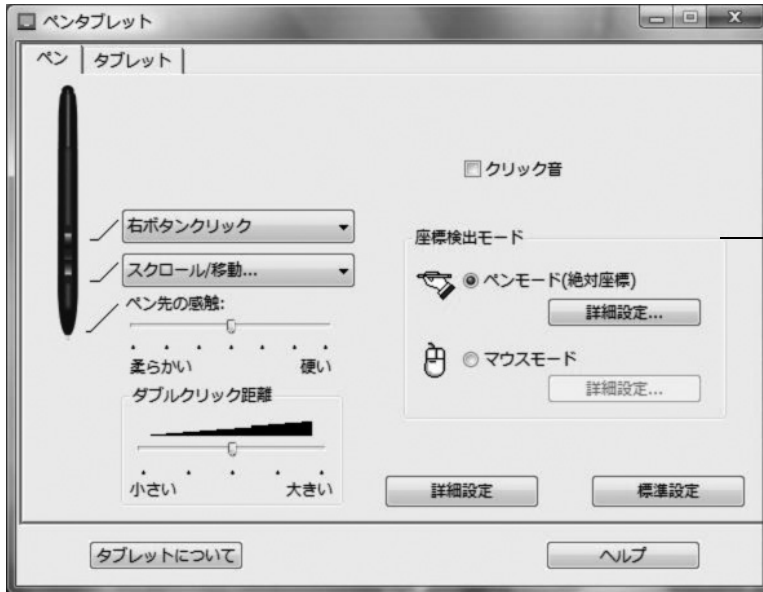 ペンタブレット
ペン
タブレット
クリック音
右ボタンクリック
スクロール/移動...
ペン先の感触:
柔らかい 硬い
ダブルクリック距離
小さい 大きい
座標検出モード
ペンモード(絶対座標)
詳細設定...
マウスモード
詳細設定...
詳細設定
標準設定
タブレットについて
ヘルプ